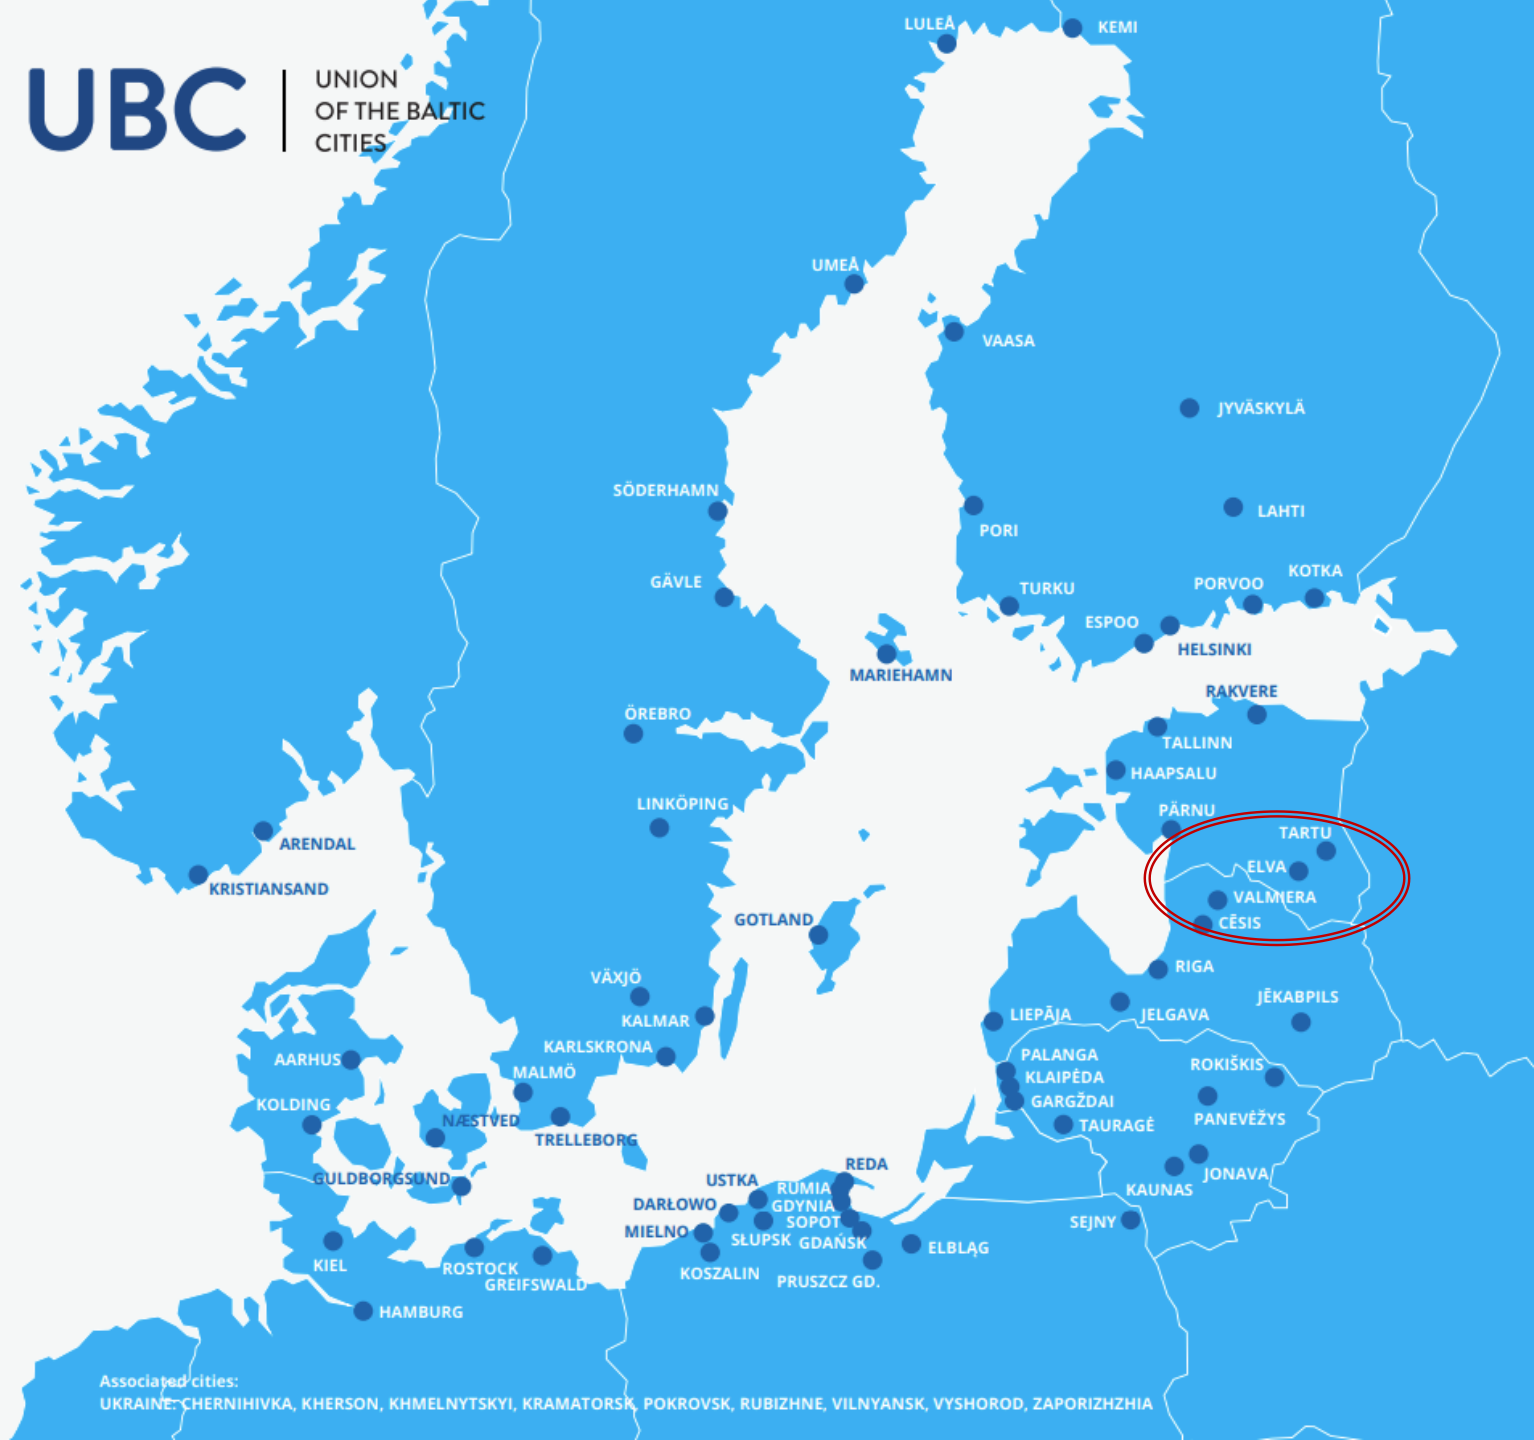 LULEÅ
KEMI
UBC
UNION
OF THE BALTIC
CITIES
UMEÅ
VAASA
JYVÄSKYLÄ
SÖDERHAMN
PORI
LAHTI
GÄVLE
TURKU
PORVOO
KOTKA
ESPOO
HELSINKI
MARIEHAMN
RAKVERE
ÖREBRO
TALLINN
HAAPSALU
LINKÖPING
PÄRNU
TARTU
ARENDAL
ELVA
KRISTIANSAND
VALMIERA
GOTLAND
CĒSIS
RIGA
VÄXJÖ
JĒKABPILS
KALMAR
LIEPĀJA
JELGAVA
KARLSKRONA
AARHUS
PALANGA
ROKIŠKIS
MALMÖ
KLAIPĖDA
KOLDING
GARGŽDAI
NÆSTVED
TAURAGĖ
PANEVĖŽYS
TRELLEBORG
REDA
GULDBORGSUND
USTKA
RUMIA
JONAVA
DARŁOWO
GDYNIA
KAUNAS
MIELNO
SOPOT
SEJNY
SŁUPSK
GDAŃSK
ELBLĄG
KIEL
ROSTOCK
KOSZALIN
GREIFSWALD
PRUSZCZ GD.
HAMBURG
Associated cities:
UKRAINE: CHERNIHIVKA, KHERSON, KHMELNYTSKYI, KRAMATORSK, POKROVSK, RUBIZHNE, VILNYANSK, VYSHOROD, ZAPORIZHZHIA